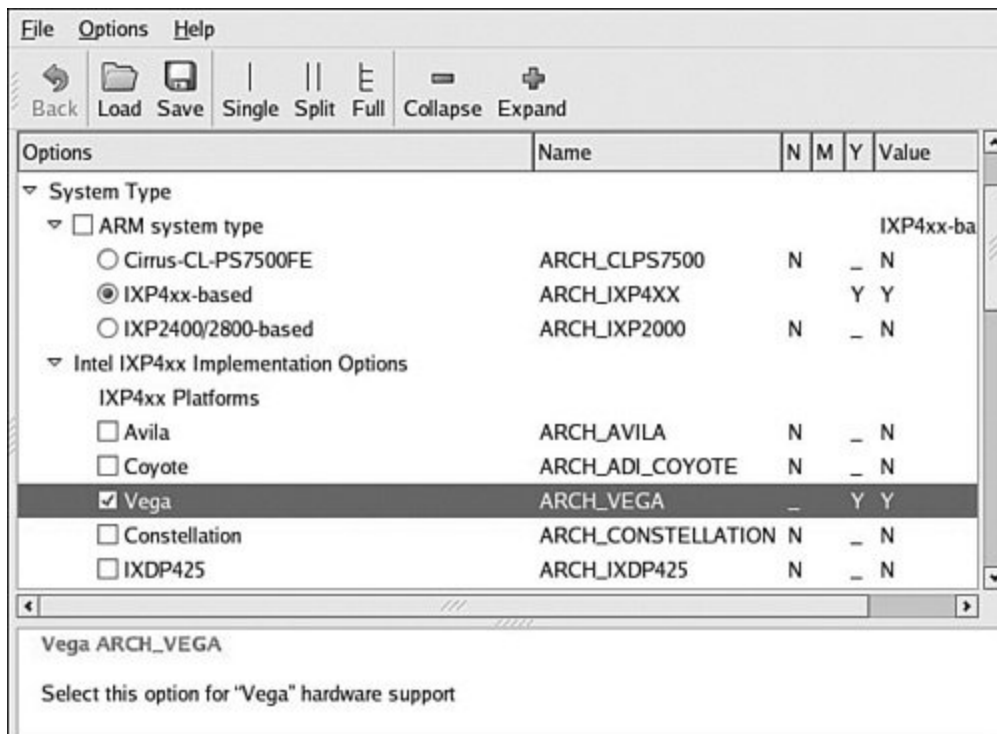 File Options Help
Back Load Save Single Split Full Collapse Expand
Options Name N M Y Value
System Type
ARM system type IXP4xx-ba
Cirrus-CL-PS7500FE ARCH_CLPS7500 N _ N
IXP4xx-based ARCH_IXP4XX Y Y
IXP2400/2800-based ARCH_IXP2000 N _ N
Intel IXP4xx Implementation Options
IXP4xx Platforms
Avila ARCH_AVILA N _ N
Coyote ARCH_ADI_COYOTE N _ N
Vega ARCH_VEGA _ Y Y
Constellation ARCH_CONSTELLATION N _ N
IXDP425 ARCH_IXDP425 N _ N
Vega ARCH_VEGA
Select this option for “Vega” hardware support